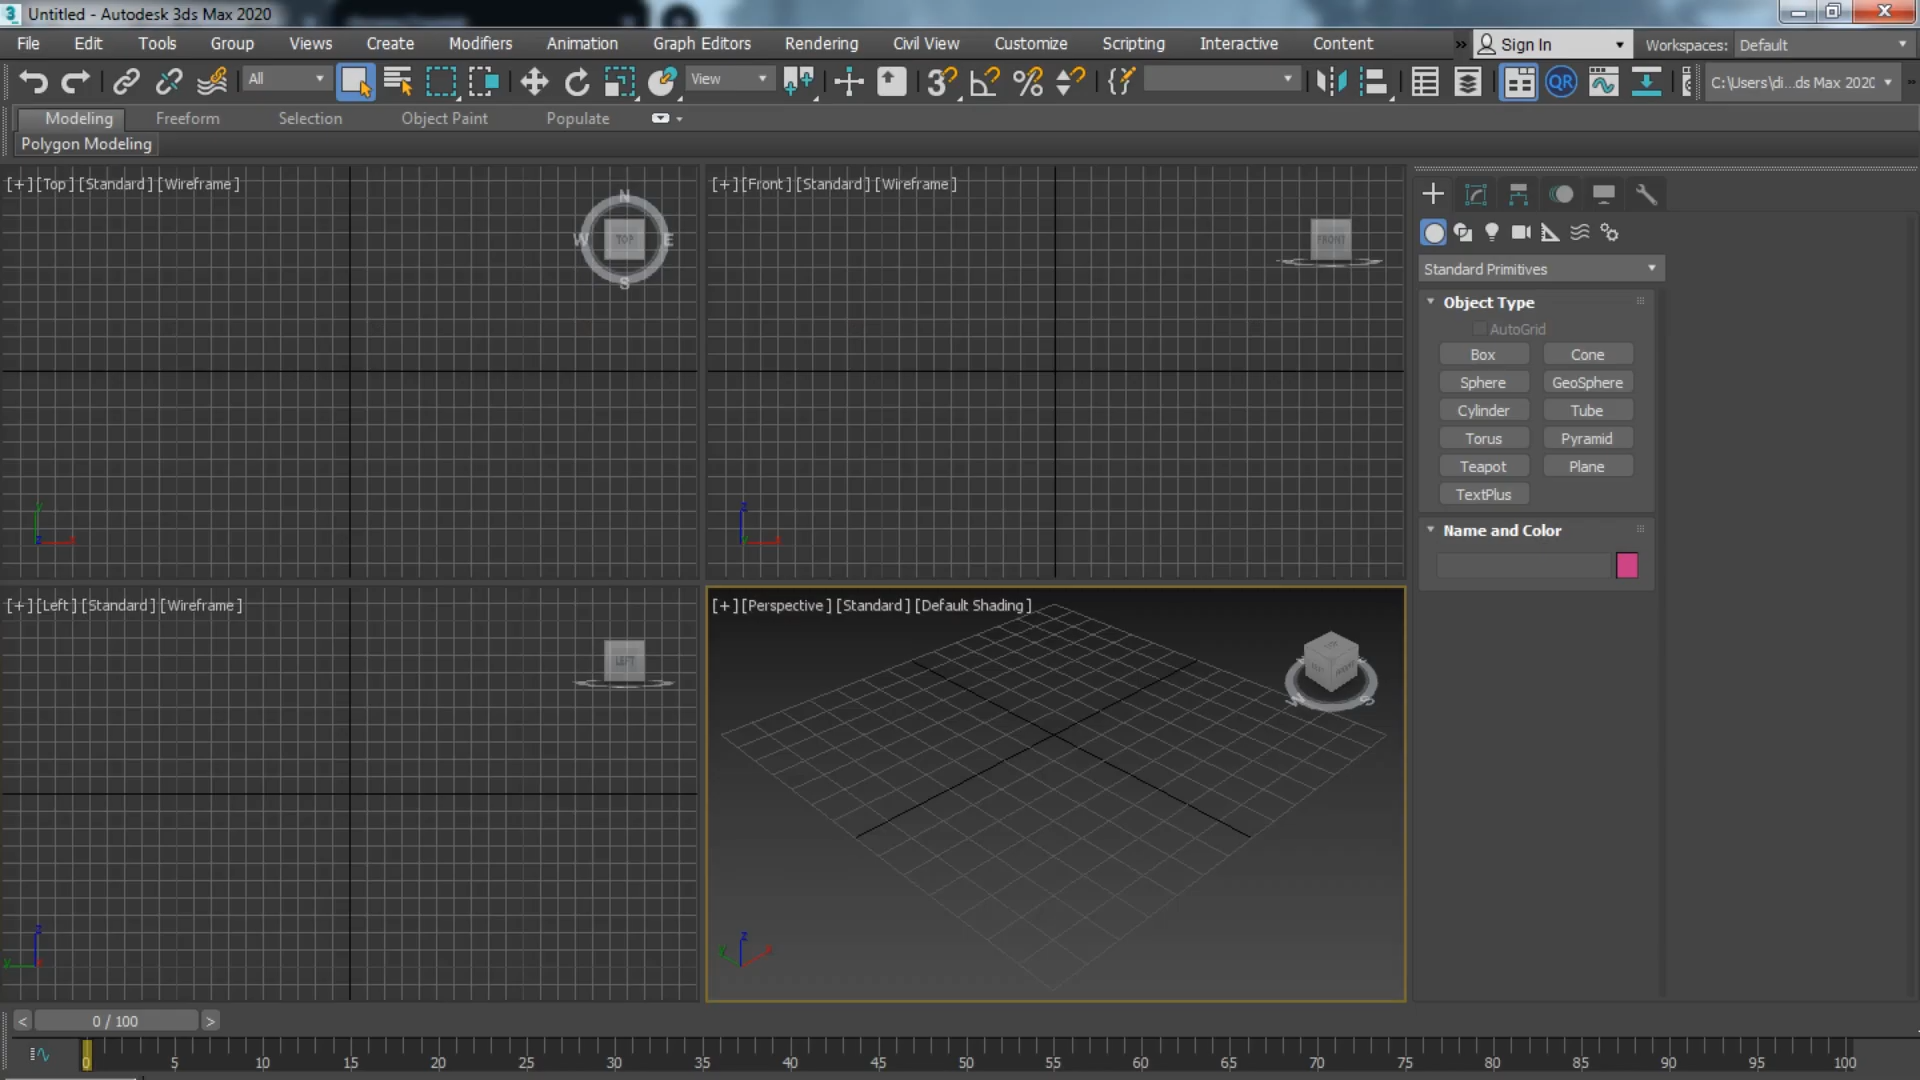 Untitled - Autodesk 3ds Max 2020
File Edit Tools Group Views Create Modifiers Animation Graph Editors Rendering Civil View Customize Scripting Interactive Content » Sign In Workspaces: Default
All View C:\Users\di...ds Max 2020
Modeling Freeform Selection Object Paint Populate
Polygon Modeling
[+] [Top] [Standard] [Wireframe]
N
W TOP E
S
y
z x
[+] [Front] [Standard] [Wireframe]
FRONT
z
y x
[+] [Left] [Standard] [Wireframe]
LEFT
z
y x
[+] [Perspective] [Standard] [Default Shading]
W S
z
y x
Standard Primitives
Object Type
AutoGrid
Box Cone
Sphere GeoSphere
Cylinder Tube
Torus Pyramid
Teapot Plane
TextPlus
Name and Color
< 0 / 100 >
0 5 10 15 20 25 30 35 40 45 50 55 60 65 70 75 80 85 90 95 100